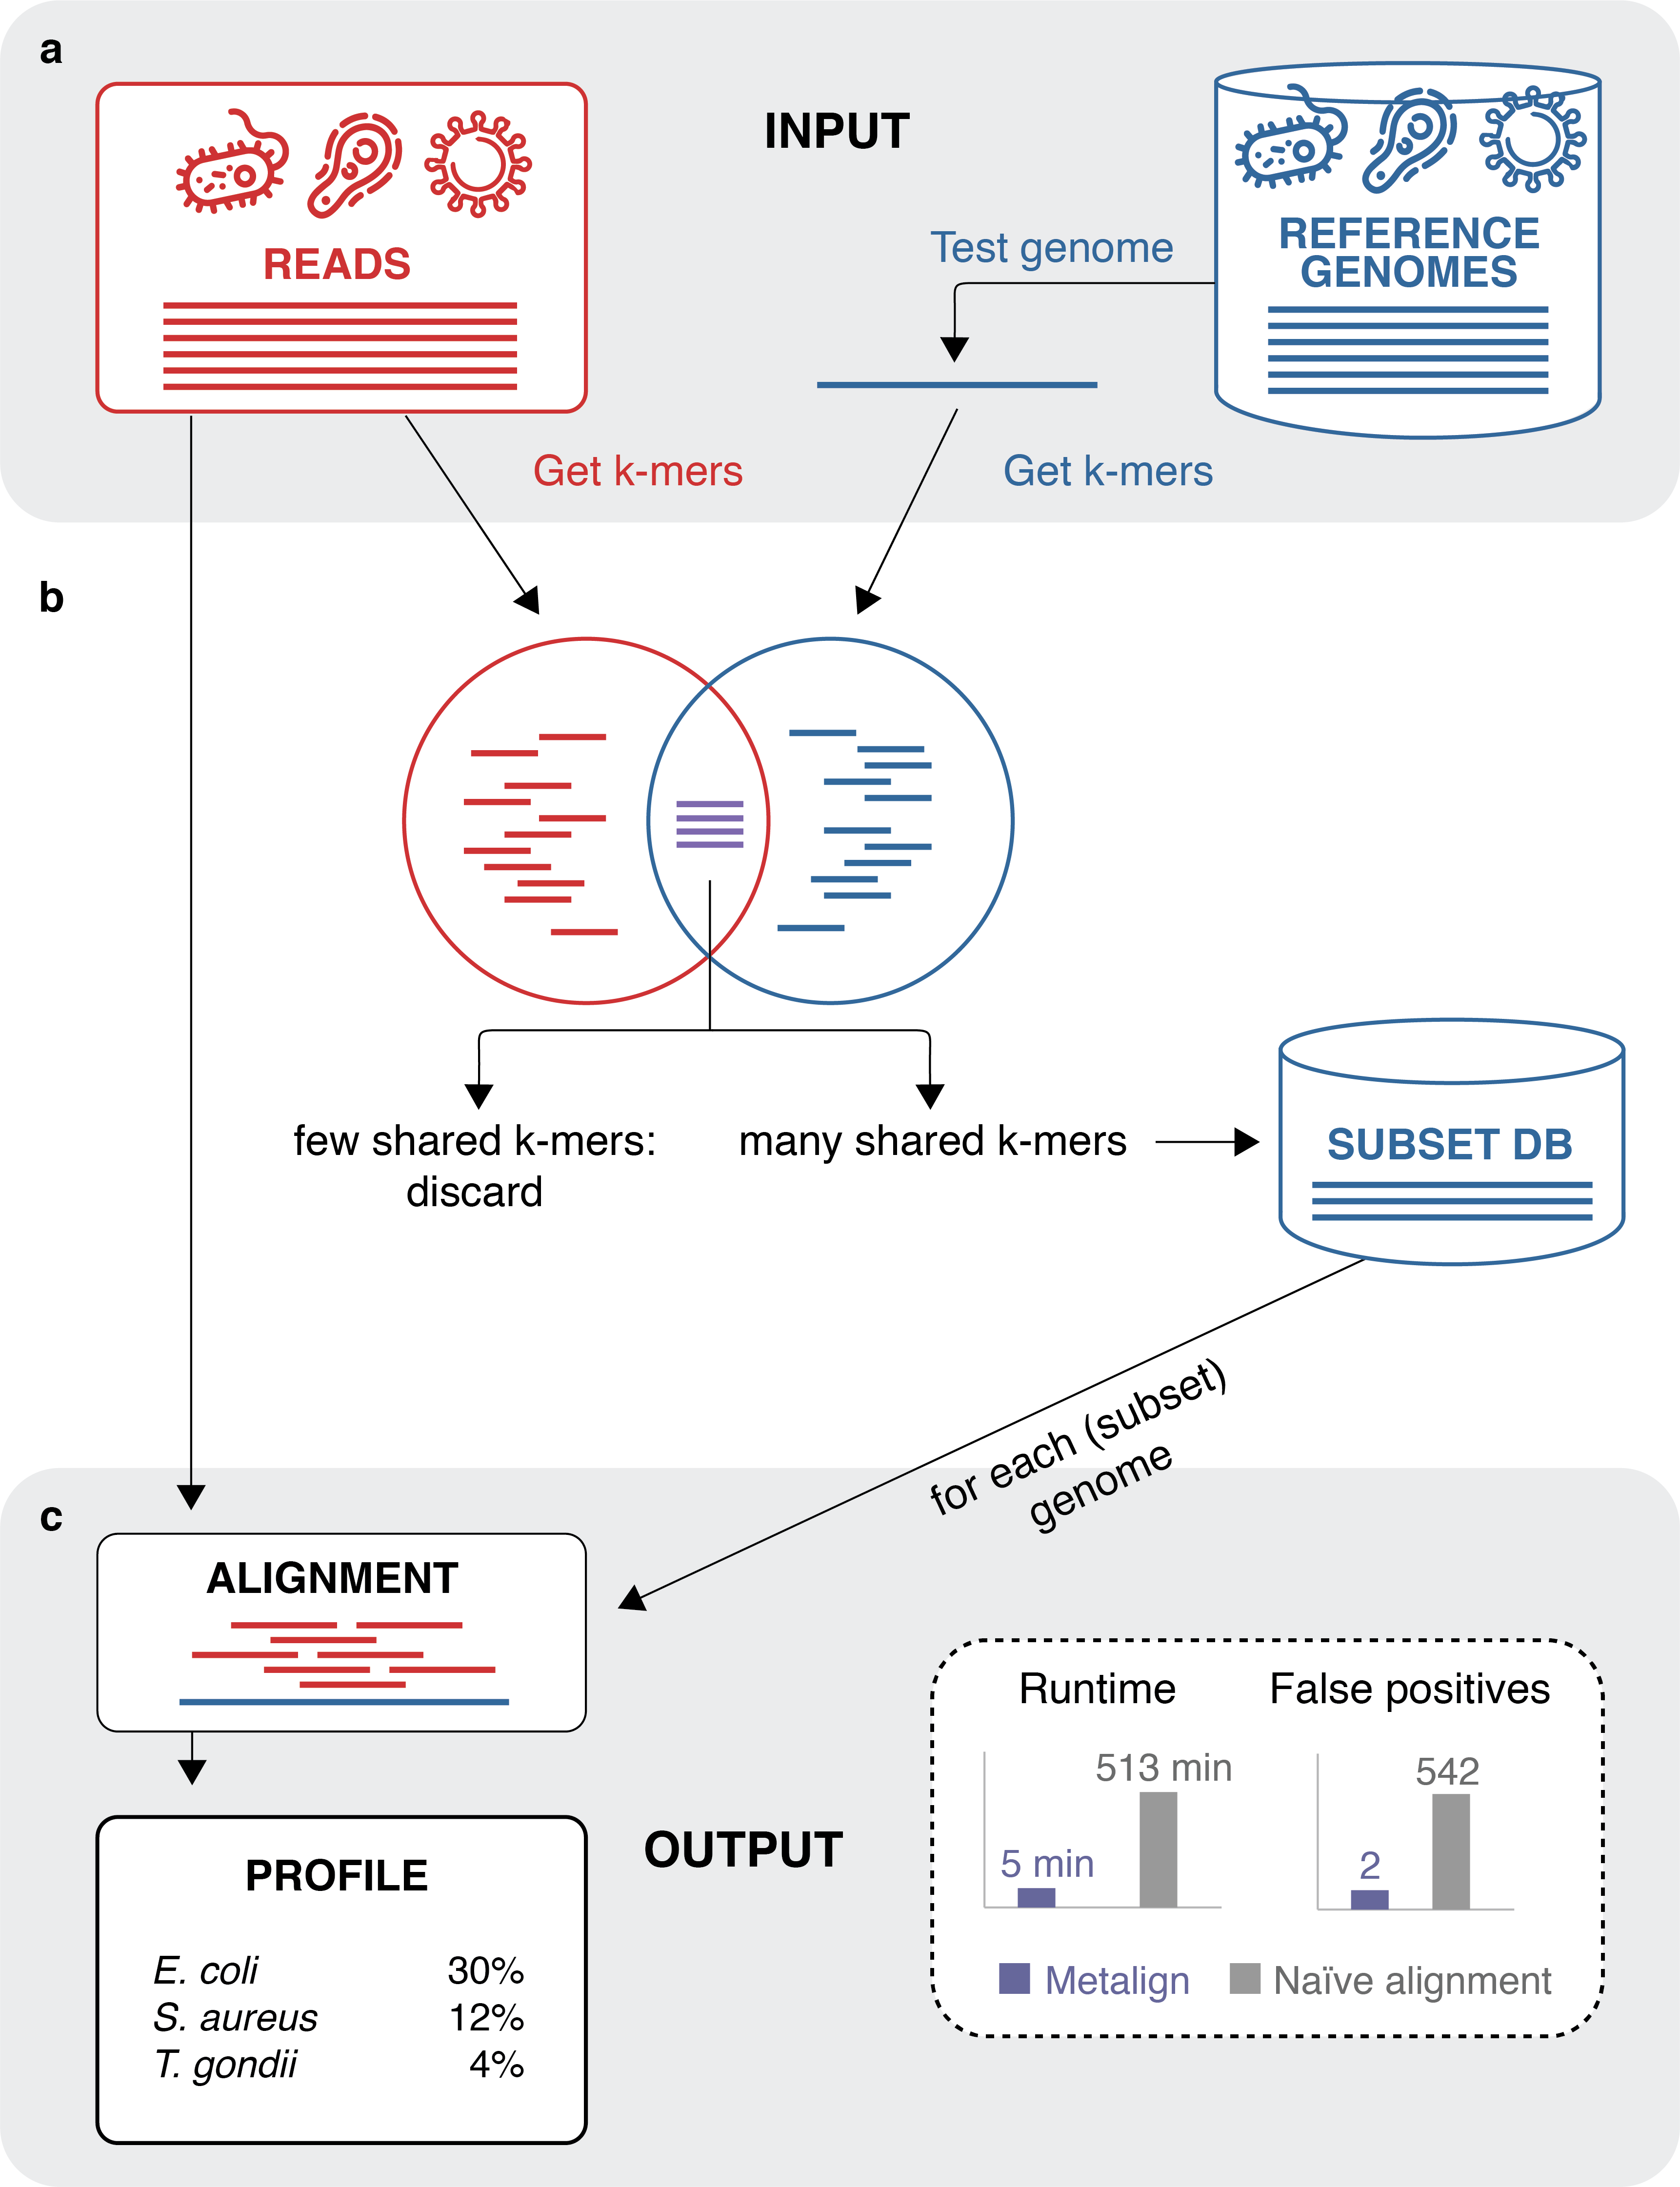 a
INPUT
READS
REFERENCE
GENOMES
Test genome
Get k-mers
Get k-mers
b
few shared k-mers:
discard
many shared k-mers
SUBSET DB
for each (subset)
genome
c
ALIGNMENT
PROFILE
E. coli 30%
S. aureus 12%
T. gondii 4%
OUTPUT
Runtime
False positives
513 min
5 min
542
2
Metalign
Naïve alignment